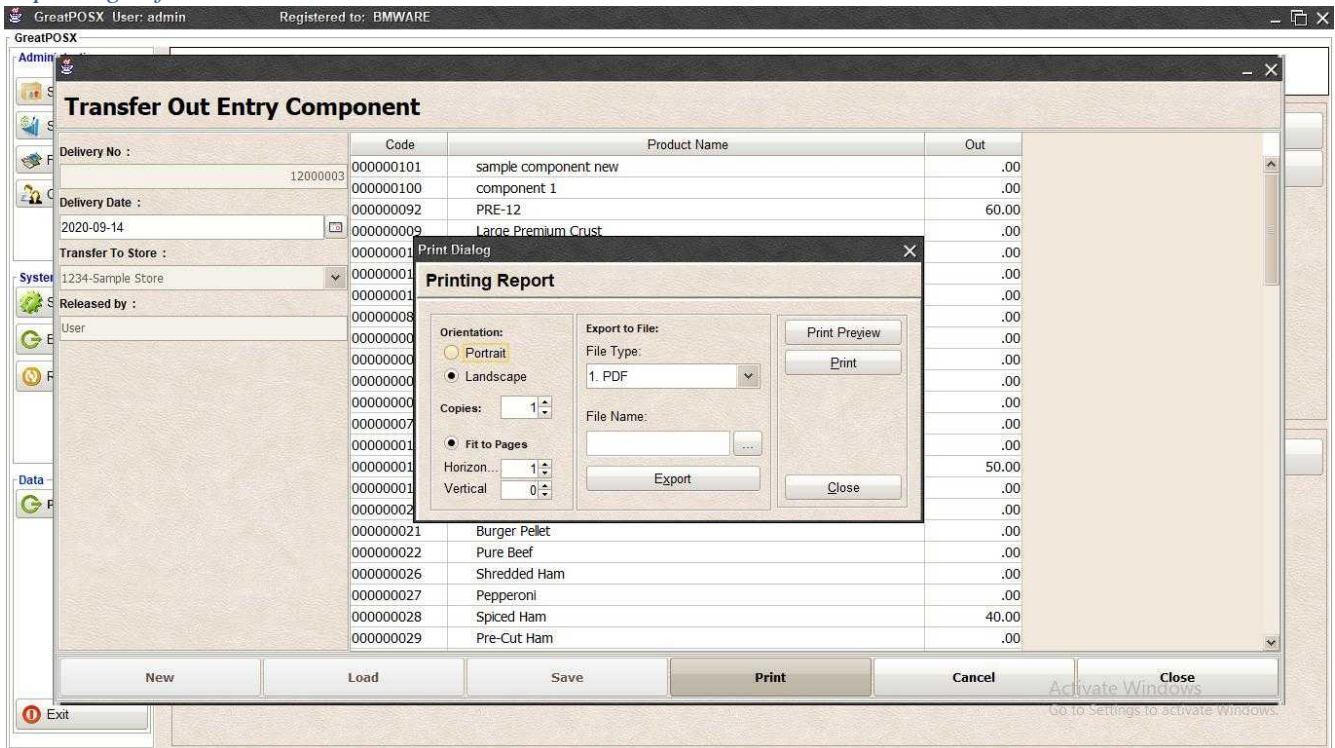 GreatPOSX User: admin Registered to: BMWARE
GreatPOSX
Transfer Out Entry Component
Delivery No :
12000003
Delivery Date :
2020-09-14
Transfer To Store :
1234-Sample Store
Released by :
User
Code Product Name Out
000000101 sample component new .00
000000100 component 1 .00
000000092 PRE-12 60.00
000000009 Large Premium Crust .00
.00
.00
.00
.00
.00
.00
.00
.00
.00
.00
50.00
.00
.00
000000021 Burger Pellet .00
000000022 Pure Beef .00
000000026 Shredded Ham .00
000000027 Pepperoni .00
000000028 Spiced Ham 40.00
000000029 Pre-Cut Ham .00
Print Dialog
Printing Report
Orientation:
Portrait
Landscape
Copies: 1
Fit to Pages
Horizon... 1
Vertical 0
Export to File:
File Type:
1. PDF
File Name:
...
Export
Print Preview
Print
Close
New Load Save Print Cancel Close
Data
Exit
Activate Windows
Go to Settings to activate Windows.